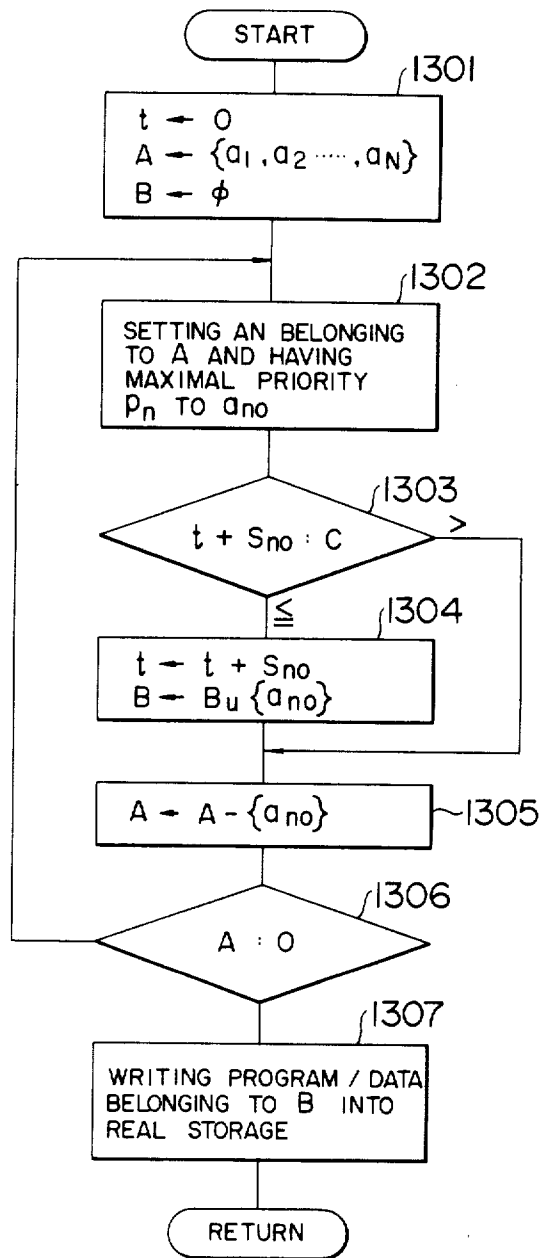 START
1301
t ← 0
A ← {a1, a2 ·····, aN}
B ← ϕ
1302
SETTING AN BELONGING
TO A AND HAVING
MAXIMAL PRIORITY
pn TO ano
1303
t + Sno : C
>
≦
1304
t ← t + Sno
B ← Bu {ano}
A ← A - {ano}
1305
1306
A : 0
1307
WRITING PROGRAM / DATA
BELONGING TO B INTO
REAL STORAGE
RETURN